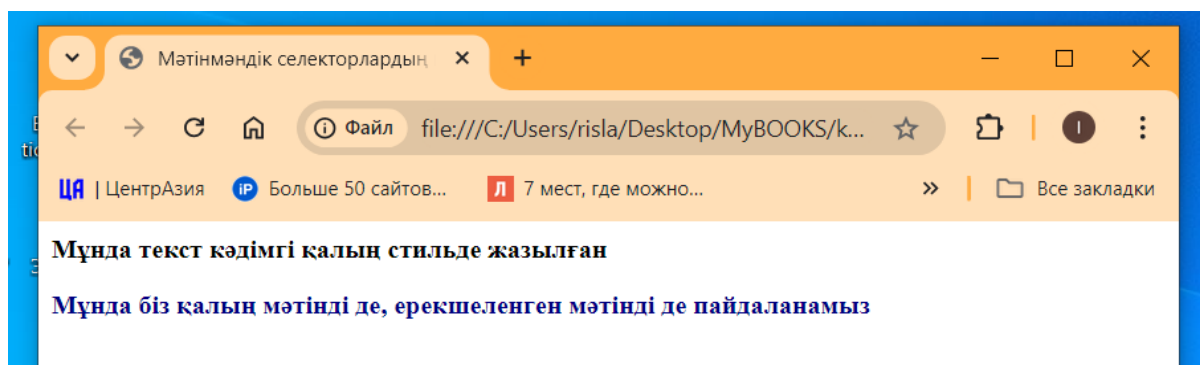 Мәтінмәндік селекторлардың
Файл file:///C:/Users/risla/Desktop/MyBOOKS/k... I
ЦА | ЦентрАзия iP Больше 50 сайтов... Л 7 мест, где можно... » Все закладки
Мұнда текст кәдімгі қалың стильде жазылған
Мұнда біз қалың мәтінді де, ерекшеленген мәтінді де пайдаланамыз